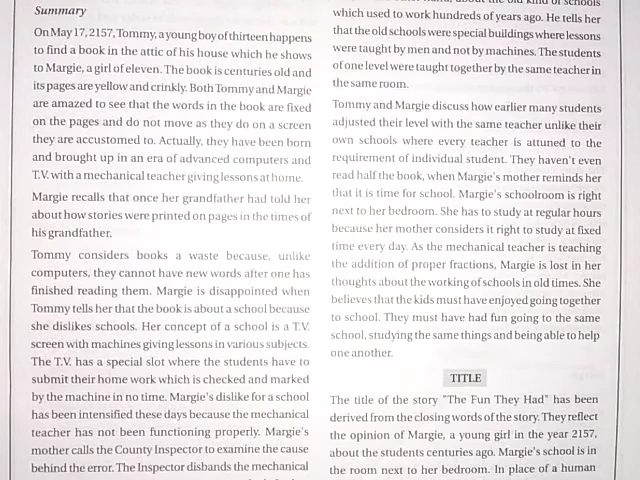 Summary
On May 17, 2157, Tommy, a young boy of thirteen happens
to find a book in the attic of his house which he shows
to Margie, a girl of eleven. The book is centuries old and
its pages are yellow and crinkly. Both Tommy and Margie
are amazed to see that the words in the book are fixed
on the pages and do not move as they do on a screen
they are accustomed to. Actually, they have been born
and brought up in an era of advanced computers and
T.V. with a mechanical teacher giving lessons at home.
Margie recalls that once her grandfather had told her
about how stories were printed on pages in the times of
his grandfather.
Tommy considers books a waste because, unlike
computers, they cannot have new words after one has
finished reading them. Margie is disappointed when
Tommy tells her that the book is about a school because
she dislikes schools. Her concept of a school is a T.V.
screen with machines giving lessons in various subjects.
The T.V. has a special slot where the students have to
submit their home work which is checked and marked
by the machine in no time. Margie's dislike for a school
has been intensified these days because the mechanical
teacher has not been functioning properly. Margie's
mother calls the County Inspector to examine the cause
behind the error. The Inspector disbands the mechanical
about the old kind of schools
which used to work hundreds of years ago. He tells her
that the old schools were special buildings where lessons
were taught by men and not by machines. The students
of one level were taught together by the same teacher in
the same room.
Tommy and Margie discuss how earlier many students
adjusted their level with the same teacher unlike their
own schools where every teacher is attuned to the
requirement of individual student. They haven't even
read half the book, when Margie's mother reminds her
that it is time for school. Margie's schoolroom is right
next to her bedroom. She has to study at regular hours
because her mother considers it right to study at fixed
time every day. As the mechanical teacher is teaching
the addition of proper fractions, Margie is lost in her
thoughts about the working of schools in old times. She
believes that the kids must have enjoyed going together
to school. They must have had fun going to the same
school, studying the same things and being able to help
one another.
TITLE
The title of the story "The Fun They Had" has been
derived from the closing words of the story. They reflect
the opinion of Margie, a young girl in the year 2157,
about the students centuries ago. Margie's school is in
the room next to her bedroom. In place of a human